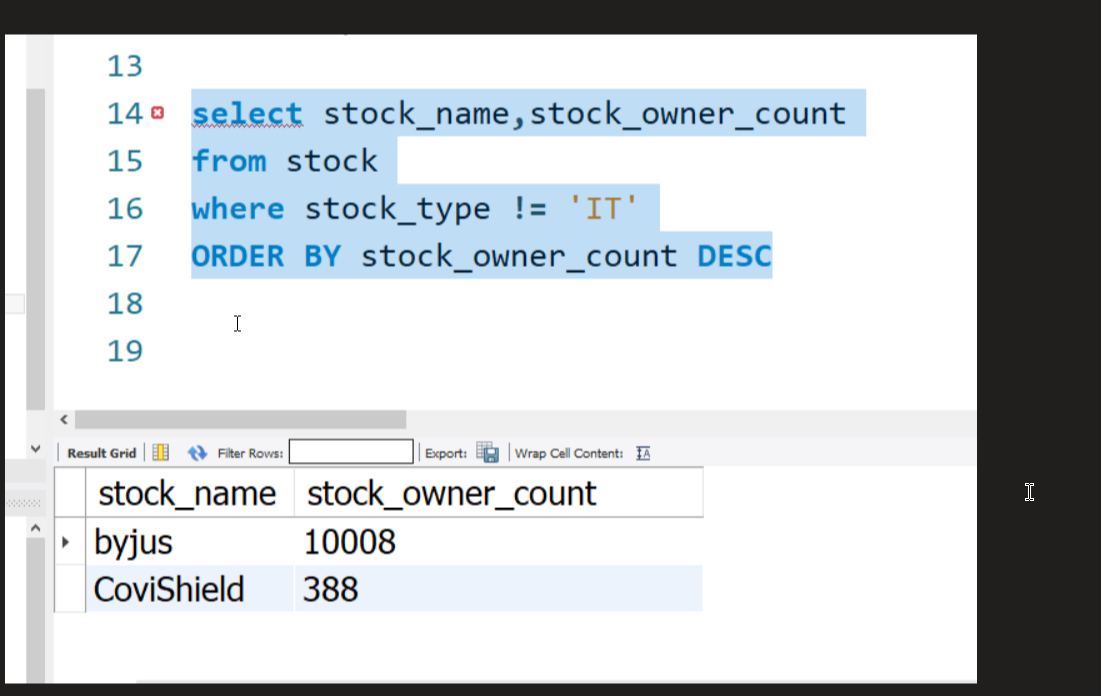 13
14 select stock_name,stock_owner_count
15 from stock
16 where stock_type != 'IT'
17 ORDER BY stock_owner_count DESC
18
19
Result Grid Filter Rows: Export: Wrap Cell Content:
stock_name stock_owner_count
byjus 10008
CoviShield 388